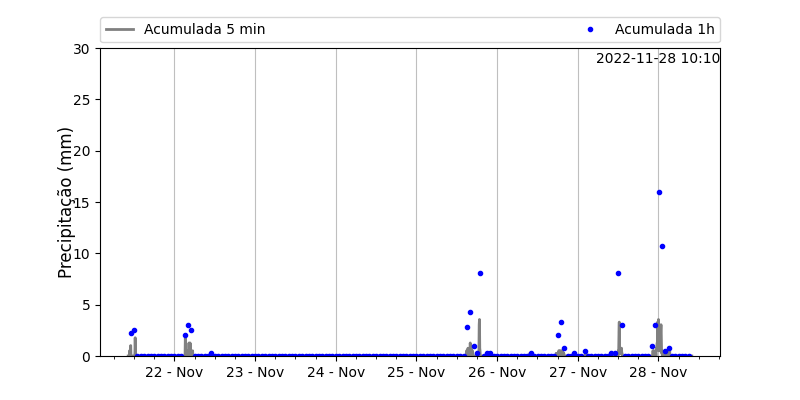 Acumulada 5 min
Acumulada 1h
2022-11-28 10:10
Precipitação (mm)
30
25
20
15
10
5
0
22 - Nov
23 - Nov
24 - Nov
25 - Nov
26 - Nov
27 - Nov
28 - Nov